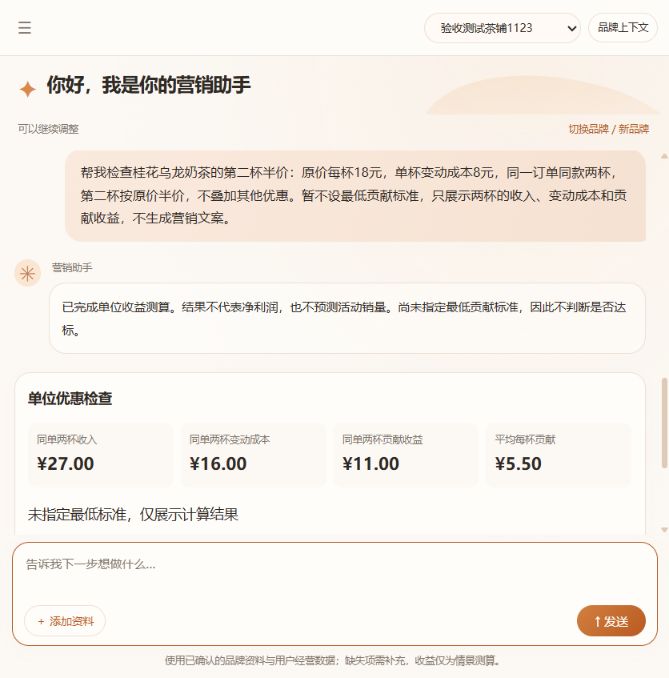 验收测试茶铺1123
品牌上下文
你好，我是你的营销助手
可以继续调整
切换品牌 / 新品牌
帮我检查桂花乌龙奶茶的第二杯半价：原价每杯18元，单杯变动成本8元，同一订单同款两杯，
第二杯按原价半价，不叠加其他优惠。暂不设最低贡献标准，只展示两杯的收入、变动成本和贡
献收益，不生成营销文案。
营销助手
已完成单位收益测算。结果不代表净利润，也不预测活动销量。尚未指定最低贡献标准，因此不判断是否达
标。
单位优惠检查
同单两杯收入
¥27.00
同单两杯变动成本
¥16.00
同单两杯贡献收益
¥11.00
平均每杯贡献
¥5.50
未指定最低标准，仅展示计算结果
告诉我下一步想做什么...
+ 添加资料
↑ 发送
使用已确认的品牌资料与用户经营数据；缺失项需补充，收益仅为情景测算。